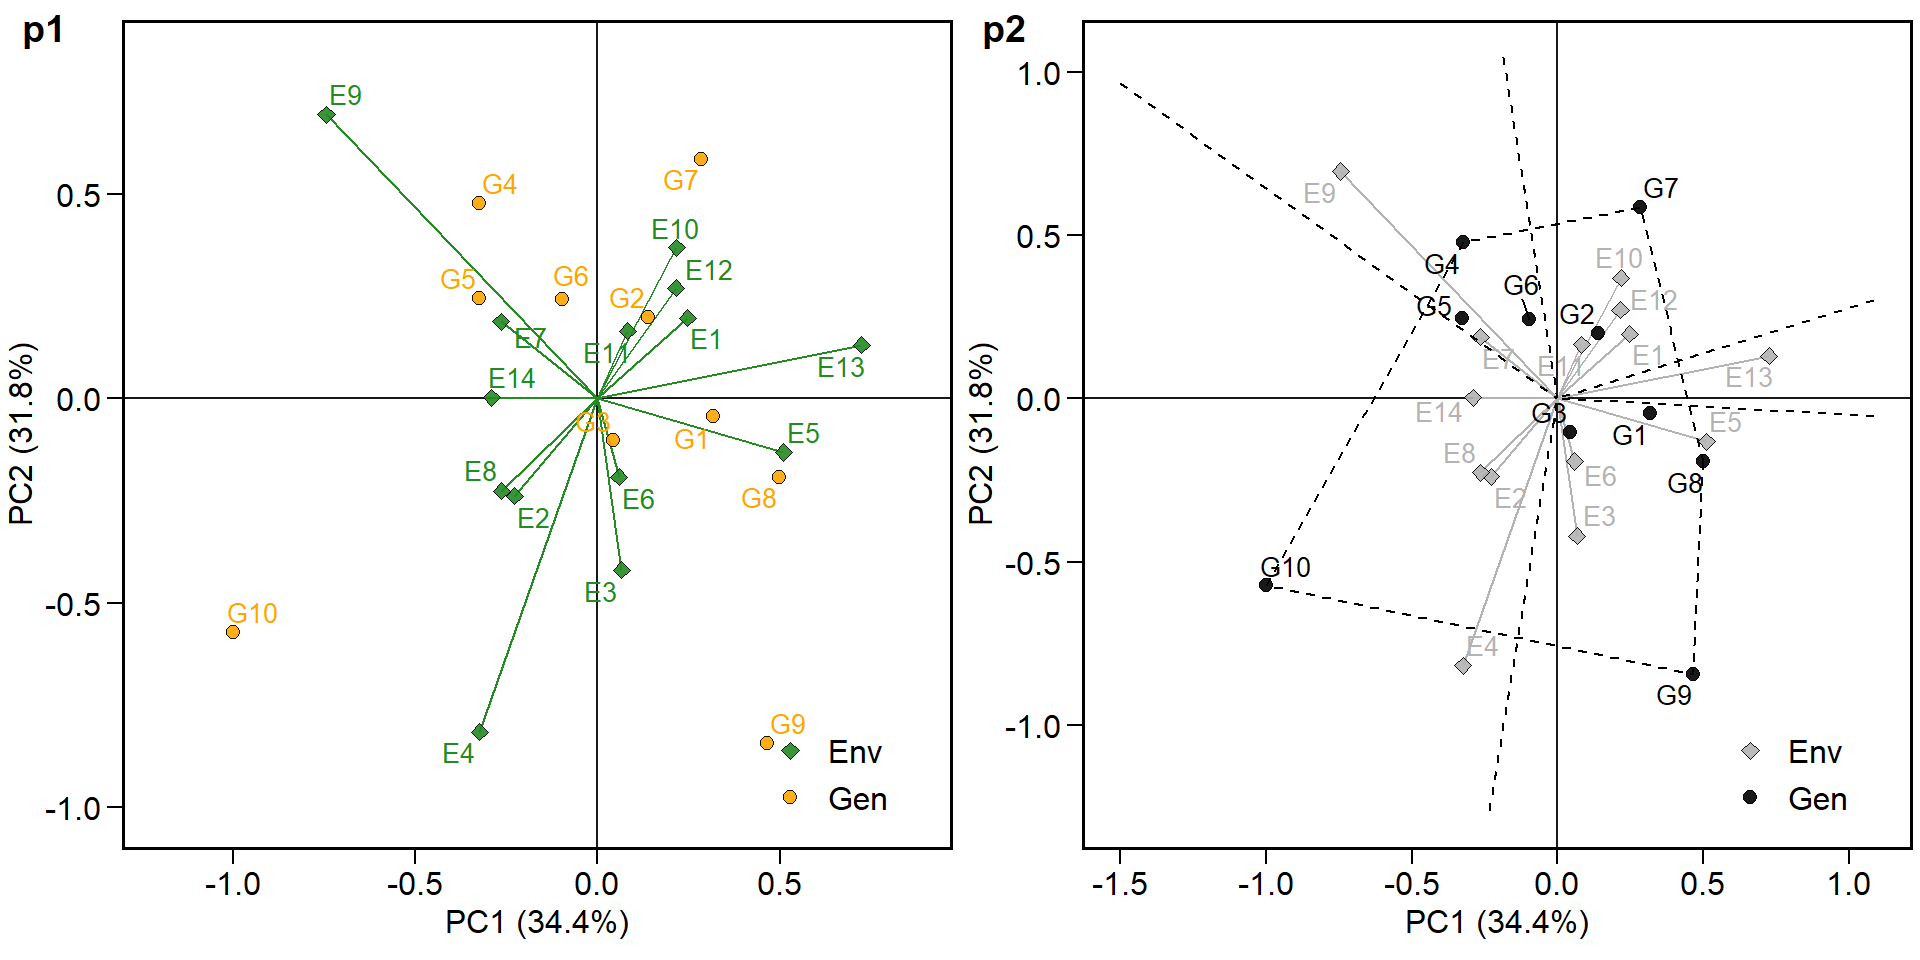 p1
E9
G4
G7
E10
E12
G5
G6
G2
E7
E11
E1
E13
E14
G3
G1
E5
E8
E6
G8
E2
E3
G10
E4
G9
Env
Gen
0.5
0.0
-0.5
-1.0
-1.0 -0.5 0.0 0.5
PC1 (34.4%)
PC2 (31.8%)
p2
E9
G7
G4
E10
G6
E12
G5
G2
E7
E11
E1
E13
E14
G3
G1
E5
E8
E6
G8
E2
E3
G10
E4
G9
Env
Gen
1.0
0.5
0.0
-0.5
-1.0
-1.5 -1.0 -0.5 0.0 0.5 1.0
PC1 (34.4%)
PC2 (31.8%)